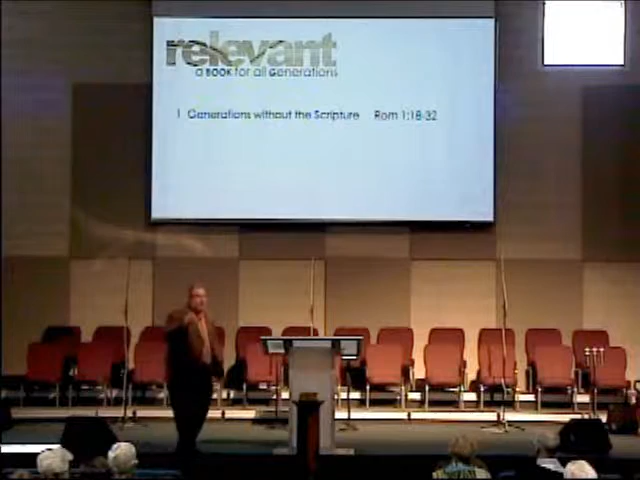 relevant
a BOOK for all Generations
1 Generations without the Scripture Rom 1:18-32